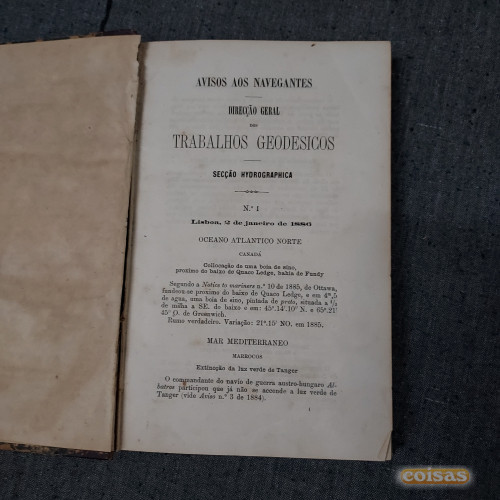 AVISOS AOS NAVEGANTES
DIRECÇÃO GERAL
DOS
TRABALHOS GEODESICOS
SECÇÃO HYDROGRAPHICA
N.º 1
Lisboa, 2 de janeiro de 1886
OCEANO ATLANTICO NORTE
CANADÁ
Collocação de uma boia de sino,
proximo do baixo de Quaco Ledge, bahia de Fundy
Segundo a Notice to mariners n.º 10 de 1885, de Ottawa,
fundeou-se proximo do baixo de Quaco Ledge, e em 4m,5
de agua, uma boia de sino, pintada de preto, situada a
de milha a SE. do baixo e em: 45º.14'.10" N. e 65º.21'
45" O. de Greenwich.
Rumo verdadeiro. Variação: 21º.15' NO. em 1885.
MAR MEDITERRANEO
MARROCOS
Extincção da luz verde de Tanger
O commandante do navio de guerra austro-hungaro Al-
batros participou que já não se accende a luz verde de
Tanger (vide Aviso n.º 3 de 1884).
1
coisas